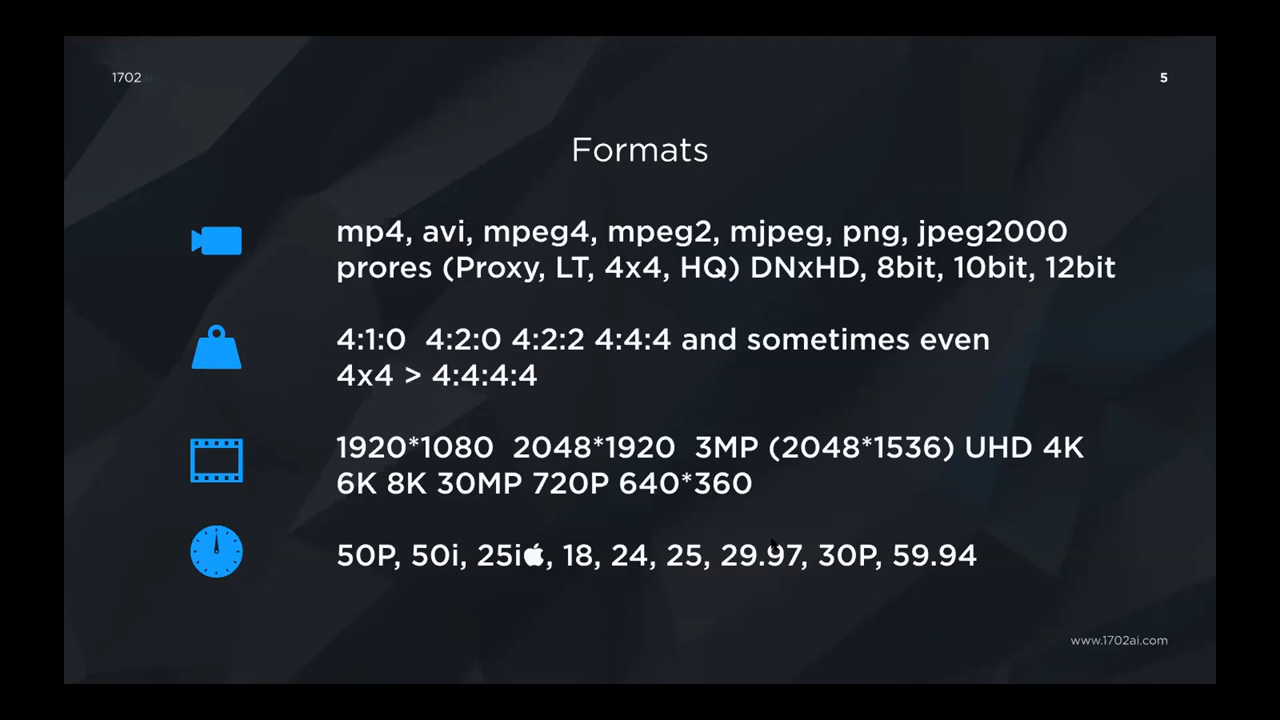 1702ai
5
Formats
mp4, avi, mpeg4, mpeg2, mjpeg, png, jpeg2000
prores (Proxy, LT, 4x4, HQ) DNxHD, 8bit, 10bit, 12bit
4:1:0 4:2:0 4:2:2 4:4:4 and sometimes even
4x4 > 4:4:4:4
1920*1080 2048*1920 3MP (2048*1536) UHD 4K
6K 8K 30MP 720P 640*360
50P, 50i, 25i, 18, 24, 25, 29.97, 30P, 59.94
www.1702ai.com